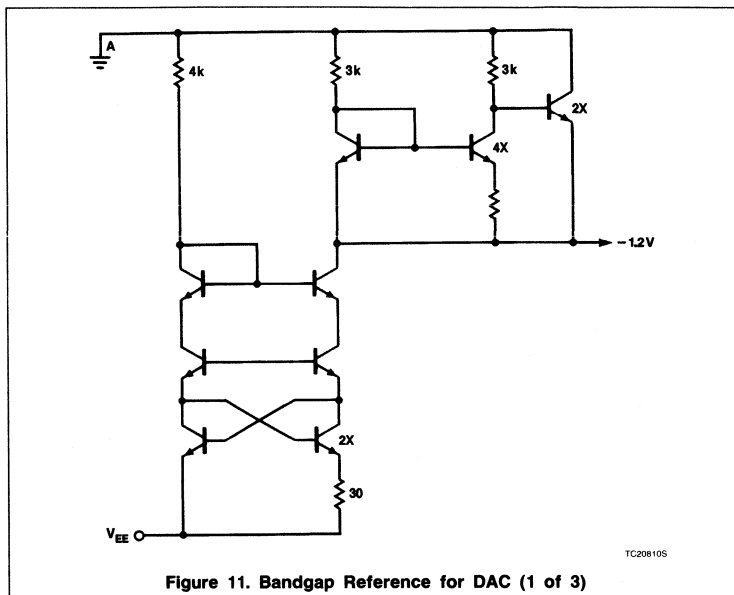 A
4k
3k
3k
2X
4X
−1.2V
2X
30
VEE
TC20810S
Figure 11. Bandgap Reference for DAC (1 of 3)